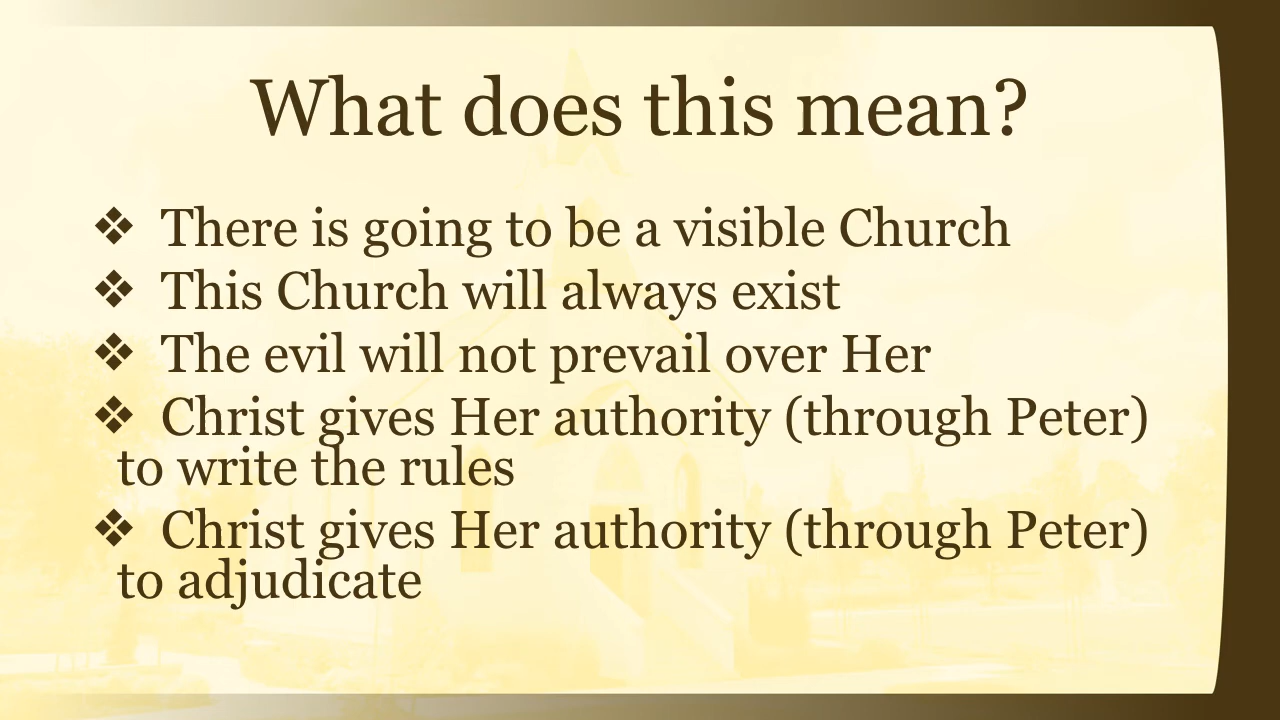 What does this mean?
❖ There is going to be a visible Church
❖ This Church will always exist
❖ The evil will not prevail over Her
❖ Christ gives Her authority (through Peter)
to write the rules
❖ Christ gives Her authority (through Peter)
to adjudicate